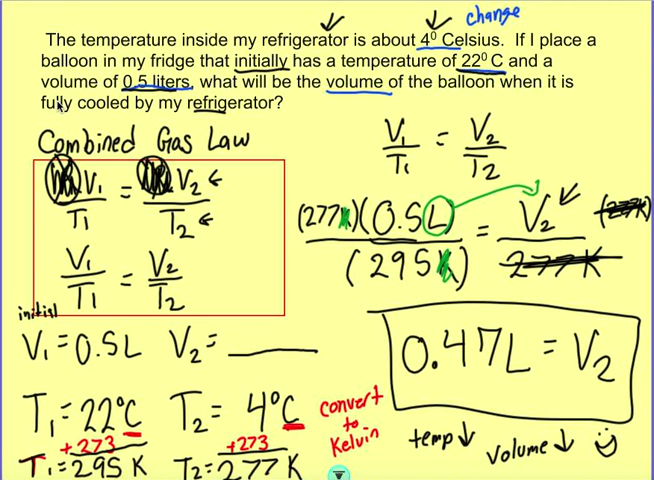 change
The temperature inside my refrigerator is about 4⁰ Celsius. If I place a
balloon in my fridge that initially has a temperature of 22⁰ C and a
volume of 0.5 liters, what will be the volume of the balloon when it is
fully cooled by my refrigerator?
Combined Gas Law
V₁/T₁ = V₂/T₂
V₁/T₁ = V₂/T₂
initial
V₁ = 0.5L V₂ = ____
T₁ = 22°C T₂ = 4°C
+273 +273
T₁ = 295 K T₂ = 277 K
convert
to
Kelvin
V₁/T₁ = V₂/T₂
(277K)(0.5L)/(295K) = V₂/277K (277K)
0.47L = V₂
temp↓ volume↓